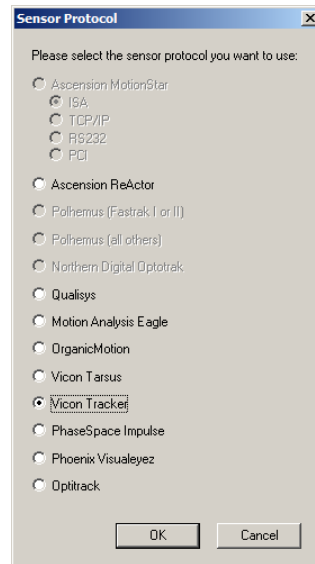 Sensor Protocol
Please select the sensor protocol you want to use:
Ascension MotionStar
ISA
TCP/IP
RS232
PCI
Ascension ReActor
Polhemus (Fastrak I or II)
Polhemus (all others)
Northern Digital Optotrak
Qualisys
Motion Analysis Eagle
OrganicMotion
Vicon Tarsus
Vicon Tracker
PhaseSpace Impulse
Phoenix Visualeyez
Optitrack
OK Cancel